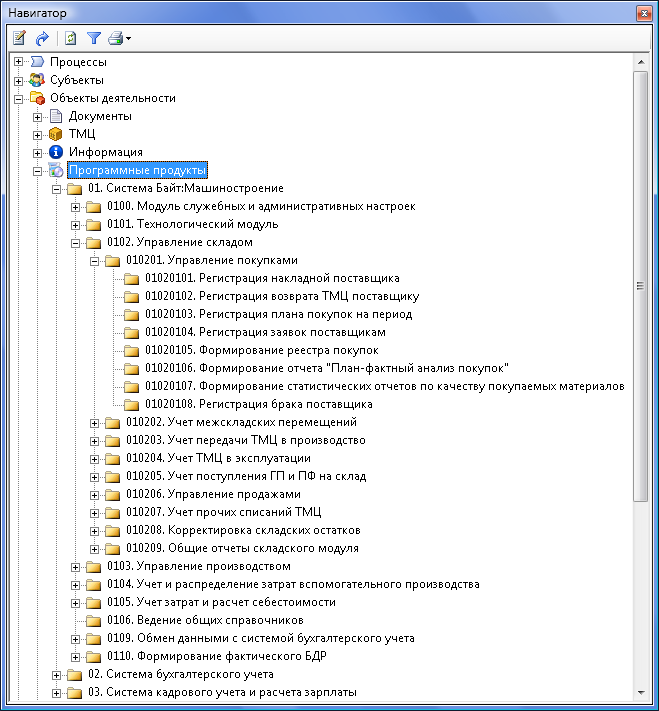 Навигатор
Процессы
Субъекты
Объекты деятельности
Документы
ТМЦ
Информация
Программные продукты
01. Система Байт:Машиностроение
0100. Модуль служебных и административных настроек
0101. Технологический модуль
0102. Управление складом
010201. Управление покупками
01020101. Регистрация накладной поставщика
01020102. Регистрация возврата ТМЦ поставщику
01020103. Регистрация плана покупок на период
01020104. Регистрация заявок поставщикам
01020105. Формирование реестра покупок
01020106. Формирование отчета "План-фактный анализ покупок"
01020107. Формирование статистических отчетов по качеству покупаемых материалов
01020108. Регистрация брака поставщика
010202. Учет межскладских перемещений
010203. Учет передачи ТМЦ в производство
010204. Учет ТМЦ в эксплуатации
010205. Учет поступления ГП и ПФ на склад
010206. Управление продажами
010207. Учет прочих списаний ТМЦ
010208. Корректировка складских остатков
010209. Общие отчеты складского модуля
0103. Управление производством
0104. Учет и распределение затрат вспомогательного производства
0105. Учет затрат и расчет себестоимости
0106. Ведение общих справочников
0109. Обмен данными с системой бухгалтерского учета
0110. Формирование фактического БДР
02. Система бухгалтерского учета
03. Система кадрового учета и расчета зарплаты